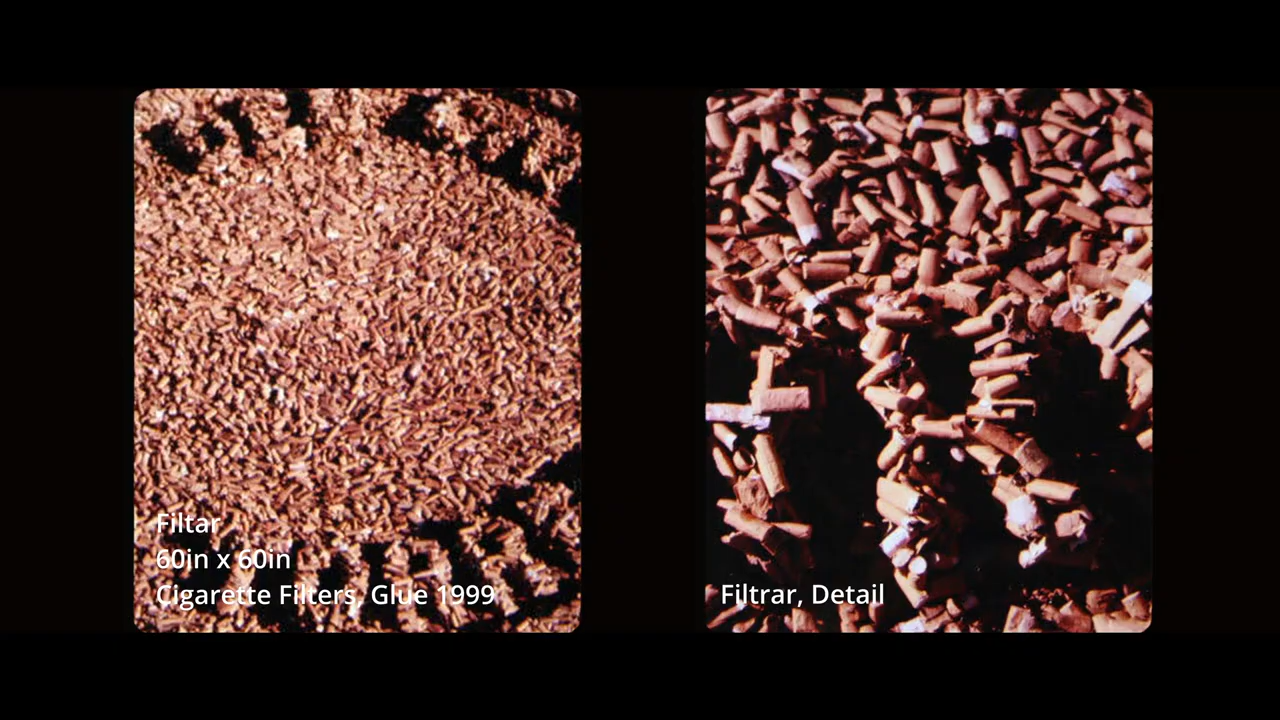 Filtar
60in x 60in
Cigarette Filters, Glue 1999
Filtrar, Detail